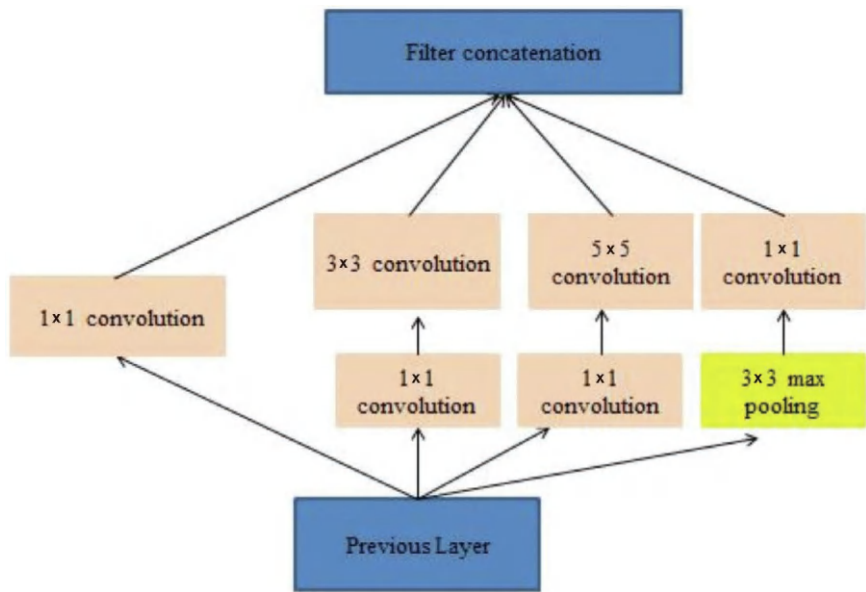 Filter concatenation
3×3 convolution
5×5
convolution
1×1
convolution
1×1 convolution
1×1
convolution
1×1
convolution
3×3 max
pooling
Previous Layer